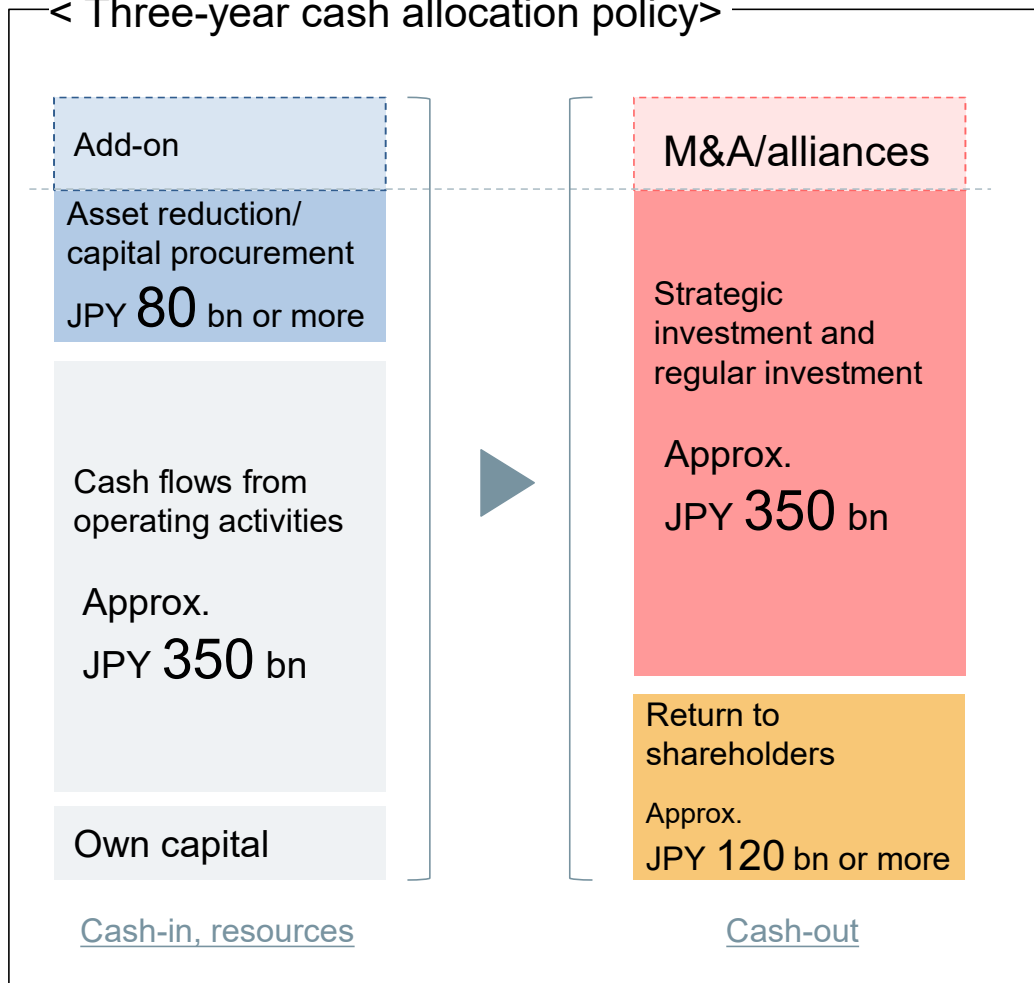 < Three-year cash allocation policy>
Add-on
Asset reduction/
capital procurement
JPY 80 bn or more
Cash flows from
operating activities
Approx.
JPY 350 bn
Own capital
Cash-in, resources
M&A/alliances
Strategic
investment and
regular investment
Approx.
JPY 350 bn
Return to
shareholders
Approx.
JPY 120 bn or more
Cash-out